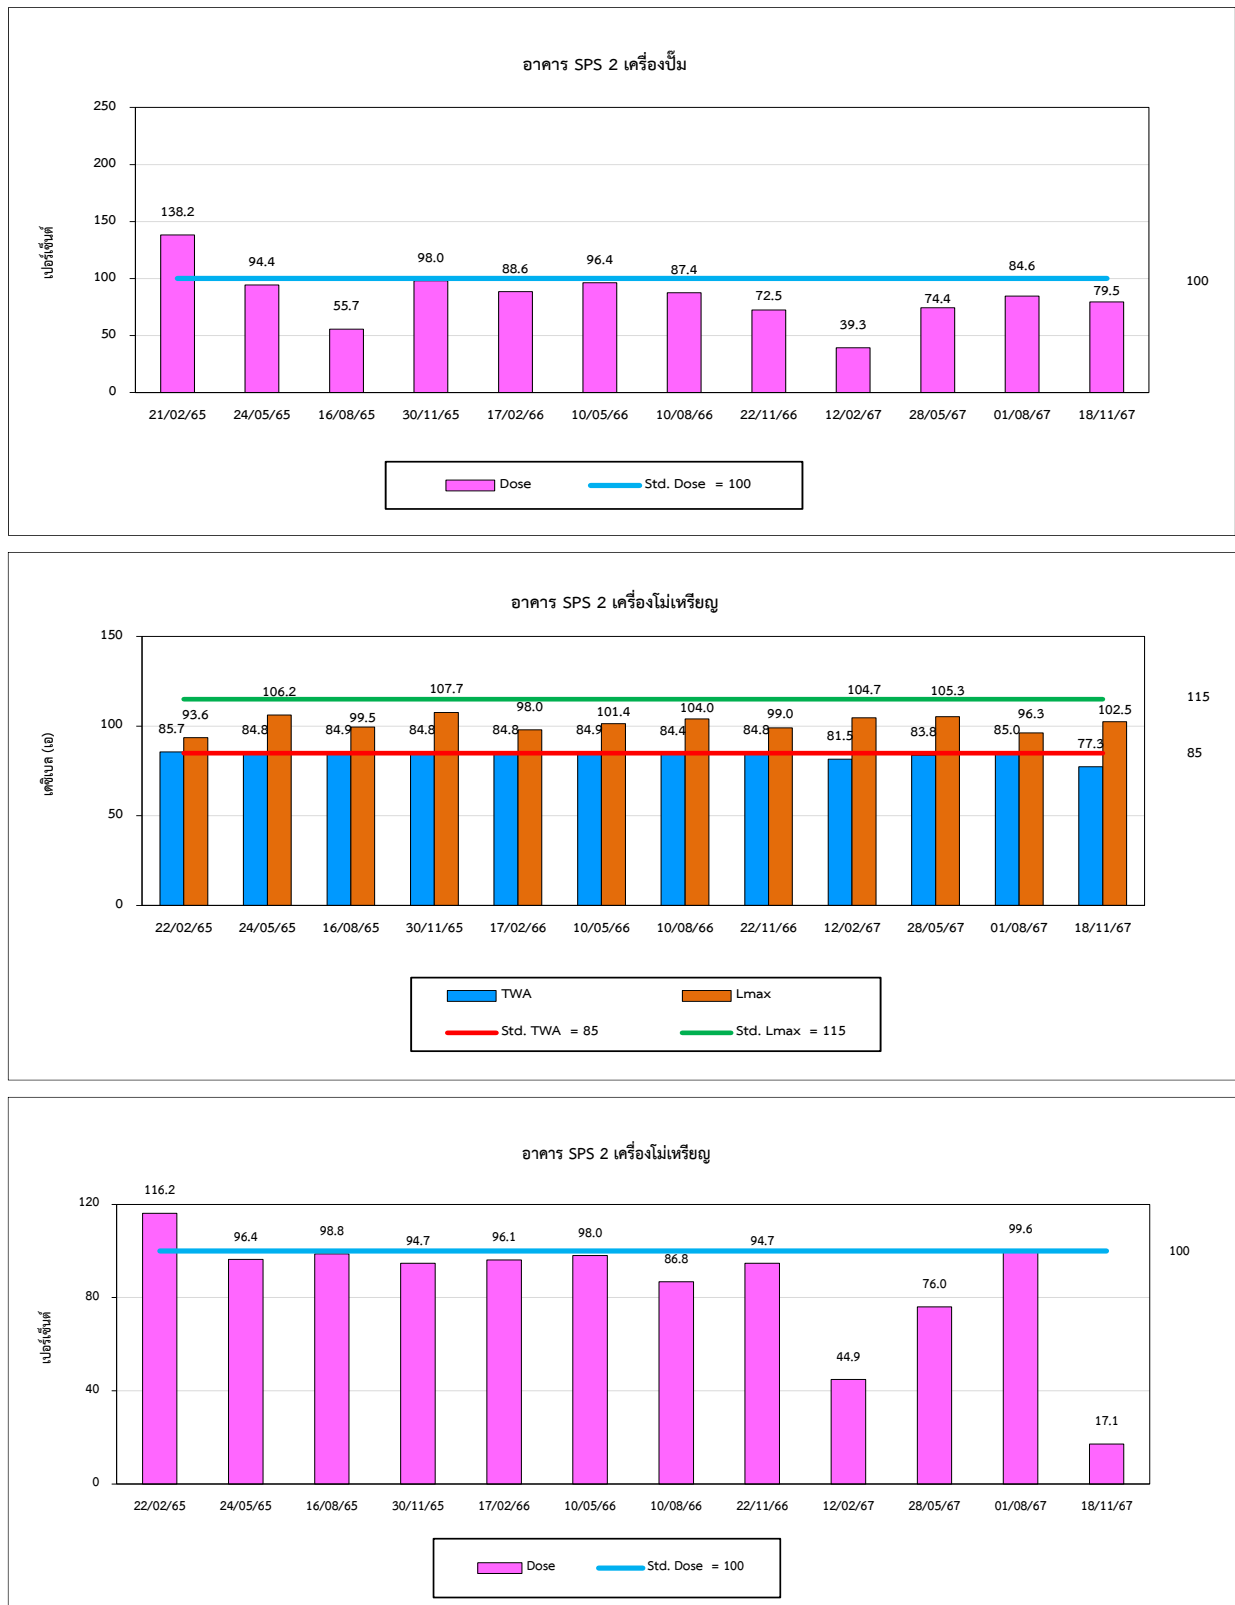 อาคาร SPS 2 เครื่องปั๊ม
250
200
150
100
50
0
เปอร์เซ็นต์
138.2 94.4 55.7 98.0 88.6 96.4 87.4 72.5 39.3 74.4 84.6 79.5
100
21/02/65 24/05/65 16/08/65 30/11/65 17/02/66 10/05/66 10/08/66 22/11/66 12/02/67 28/05/67 01/08/67 18/11/67
Dose Std. Dose = 100
อาคาร SPS 2 เครื่องโม่เหรียญ
150
100
50
0
เดซิเบล (เอ)
85.7 93.6 84.8 106.2 84.9 99.5 84.8 107.7 84.8 98.0 84.9 101.4 84.4 104.0 84.8 99.0 81.5 104.7 83.8 105.3 85.0 96.3 77.3 102.5
115
85
22/02/65 24/05/65 16/08/65 30/11/65 17/02/66 10/05/66 10/08/66 22/11/66 12/02/67 28/05/67 01/08/67 18/11/67
TWA Lmax
Std. TWA = 85 Std. Lmax = 115
อาคาร SPS 2 เครื่องโม่เหรียญ
120
80
40
0
เปอร์เซ็นต์
116.2 96.4 98.8 94.7 96.1 98.0 86.8 94.7 44.9 76.0 99.6 17.1
100
22/02/65 24/05/65 16/08/65 30/11/65 17/02/66 10/05/66 10/08/66 22/11/66 12/02/67 28/05/67 01/08/67 18/11/67
Dose Std. Dose = 100